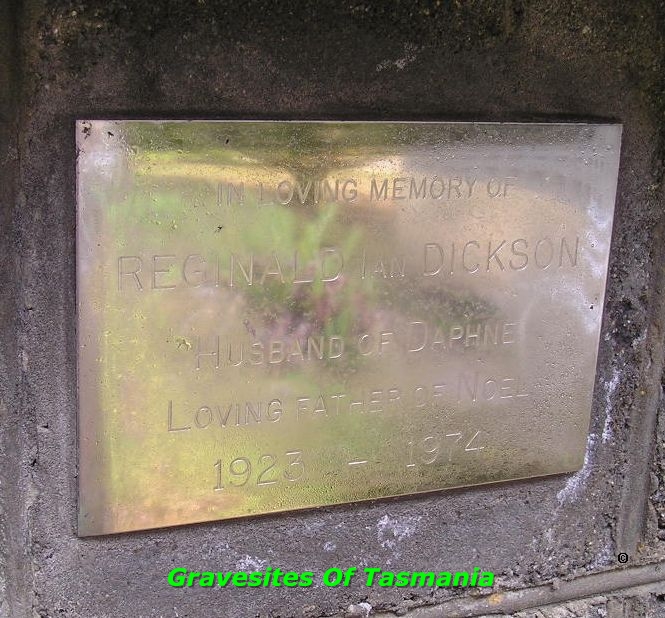 IN LOVING MEMORY OF
REGINALD IAN DICKSON
HUSBAND OF DAPHNE
LOVING FATHER OF NOEL
1923 - 1974
Gravesites Of Tasmania
©